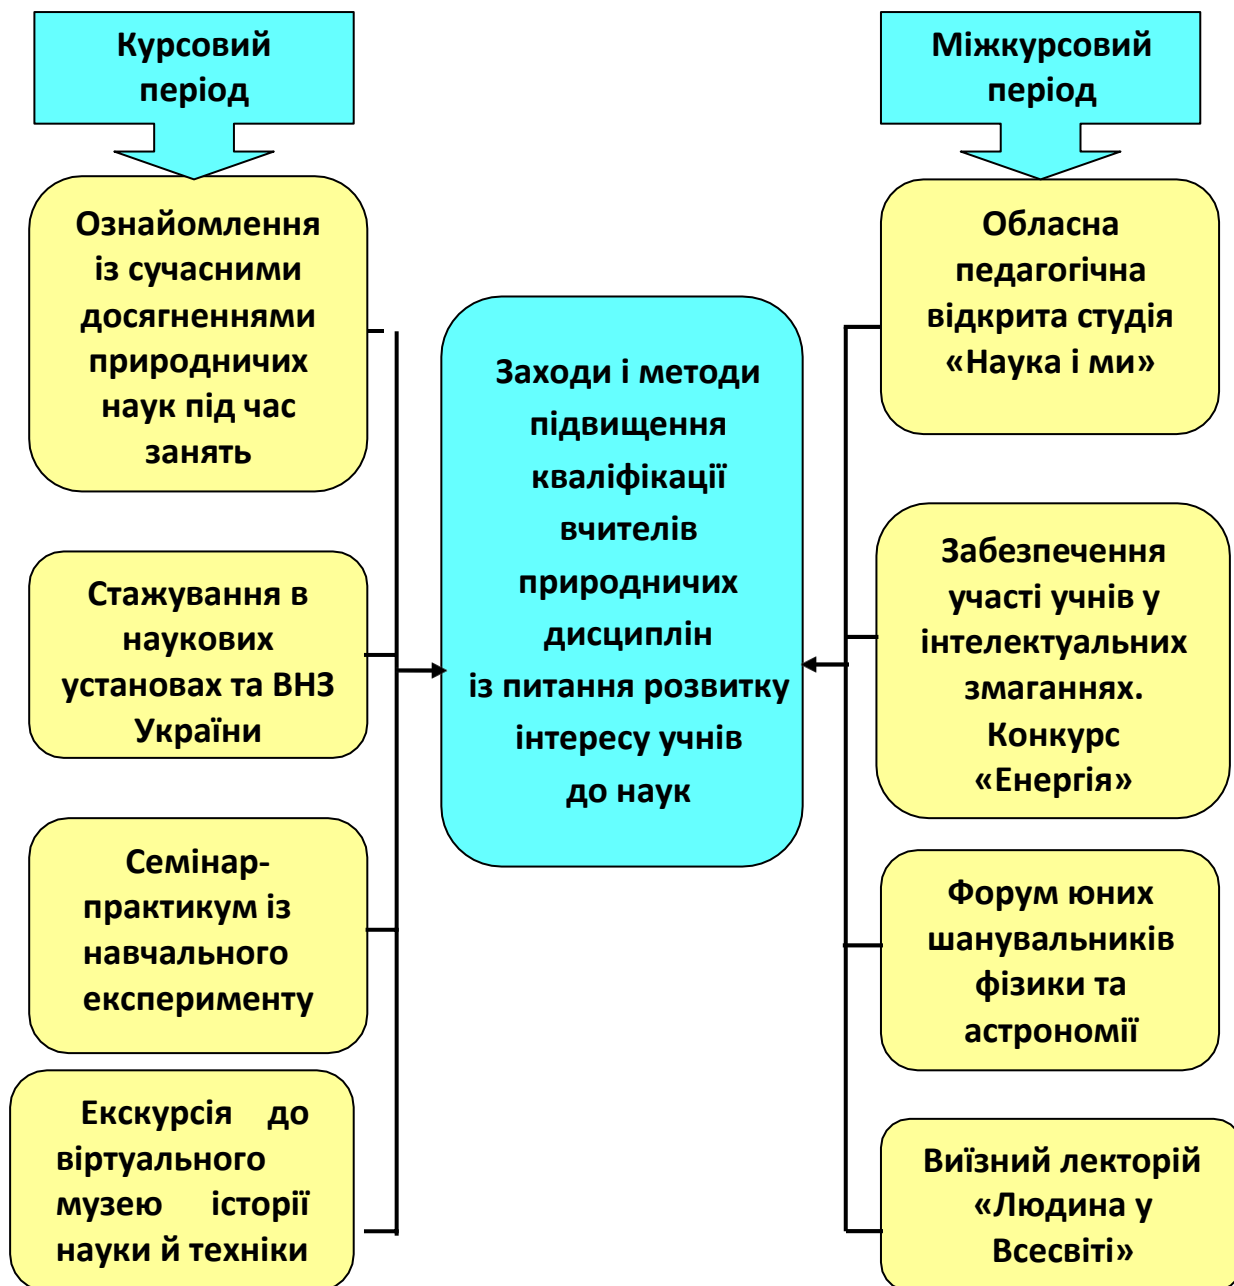 Курсовий
період
Міжкурсовий
період
Ознайомлення
із сучасними
досягненнями
природничих
наук під час
занять
Стажування в
наукових
установах та ВНЗ
України
Семінар-
практикум із
навчального
експерименту
Екскурсія до
віртуального
музею історії
науки й техніки
Заходи і методи
підвищення
кваліфікації
вчителів
природничих
дисциплін
із питання розвитку
інтересу учнів
до наук
Обласна
педагогічна
відкрита студія
«Наука і ми»
Забезпечення
участі учнів у
інтелектуальних
змаганнях.
Конкурс
«Енергія»
Форум юних
шанувальників
фізики та
астрономії
Виїзний лекторій
«Людина у
Всесвіті»